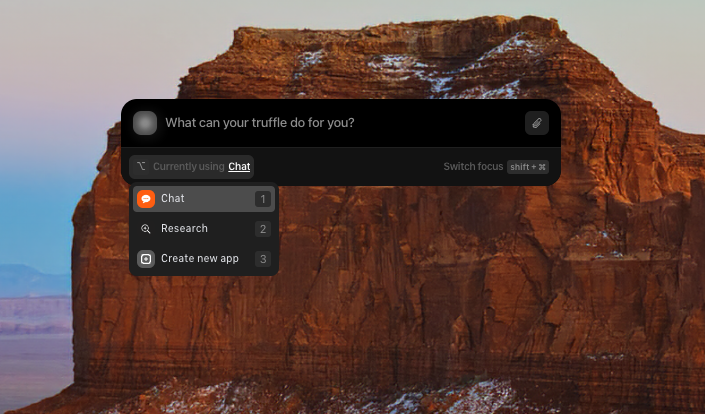 What can your truffle do for you?
⌥ Currently using Chat
Switch focus shift + ⌘
Chat 1
Research 2
Create new app 3